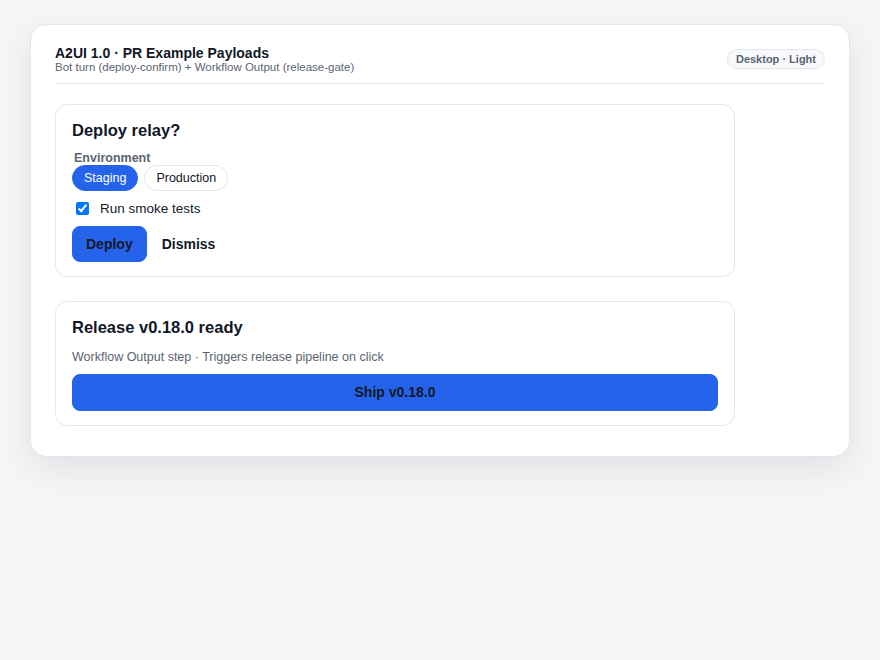 A2UI 1.0 · PR Example Payloads
Bot turn (deploy-confirm) + Workflow Output (release-gate)
Desktop · Light
Deploy relay?
Environment
Staging
Production
Run smoke tests
Deploy
Dismiss
Release v0.18.0 ready
Workflow Output step · Triggers release pipeline on click
Ship v0.18.0